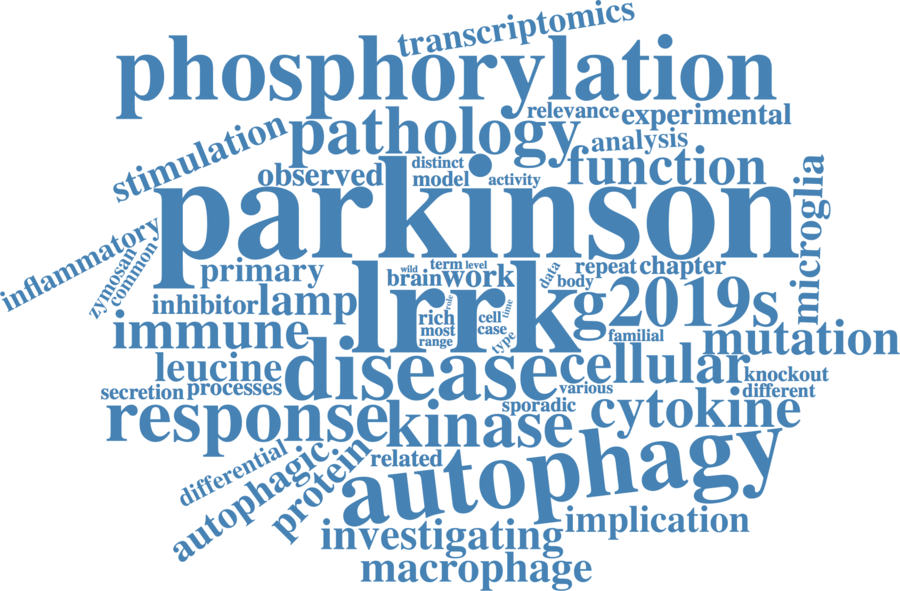 transcriptomics
phosphorylation
relevance experimental
stimulation pathology analysis
observed distinct function
model activity
parkinson microglia
inflammatory
zymosan
common
primary brain wild term level work data body repeat chapter
inhibitor lamp lrrk g2019s
rich role cell time
immune most case familial mutation
range type
leucine disease cellular knockout
secretion processes various different
response kinase sporadic cytokine
differential autophagic protein related autophagy
investigating implication
macrophage